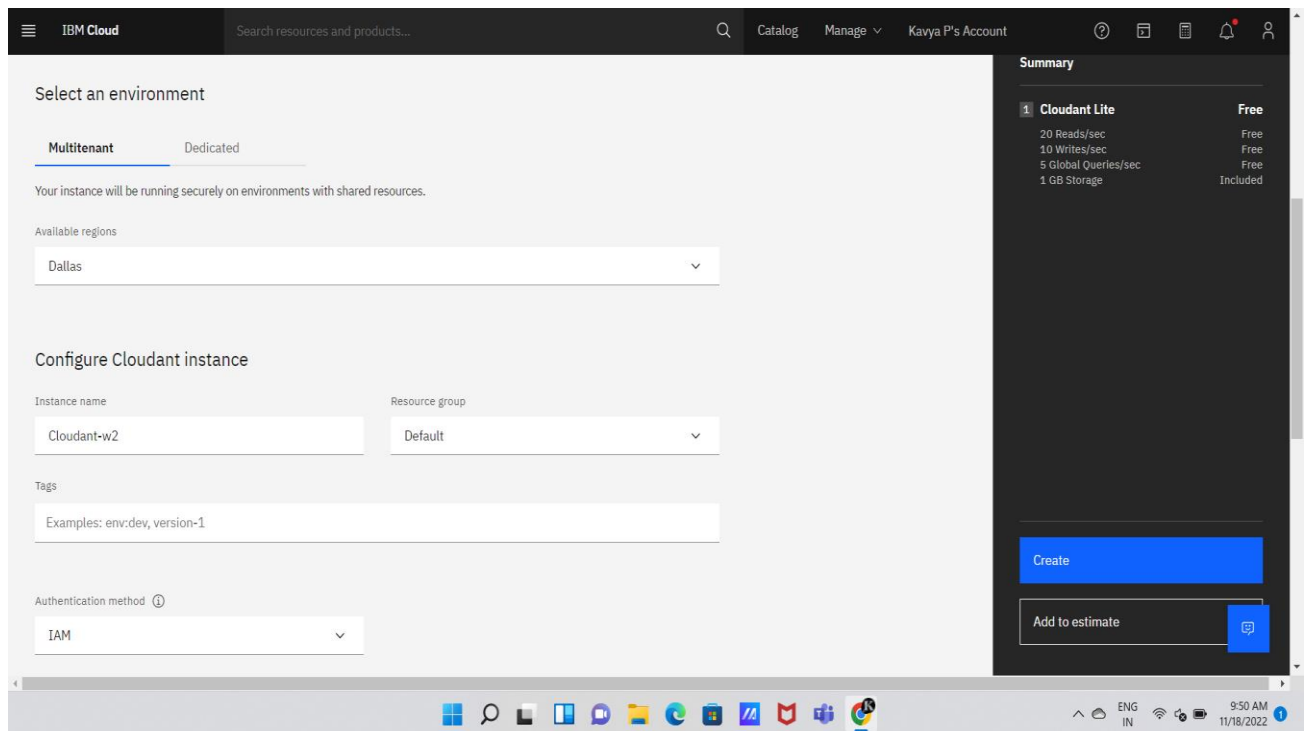 IBM Cloud
Search resources and products...
Catalog
Manage
Kavya P's Account
Select an environment
Multitenant
Dedicated
Your instance will be running securely on environments with shared resources.
Available regions
Dallas
Configure Cloudant instance
Instance name
Resource group
Cloudant-w2
Default
Tags
Examples: env:dev, version-1
Authentication method
IAM
Summary
1 Cloudant Lite Free
20 Reads/sec Free
10 Writes/sec Free
5 Global Queries/sec Free
1 GB Storage Included
Create
Add to estimate
K
ENG
IN
9:50 AM
11/18/2022
1